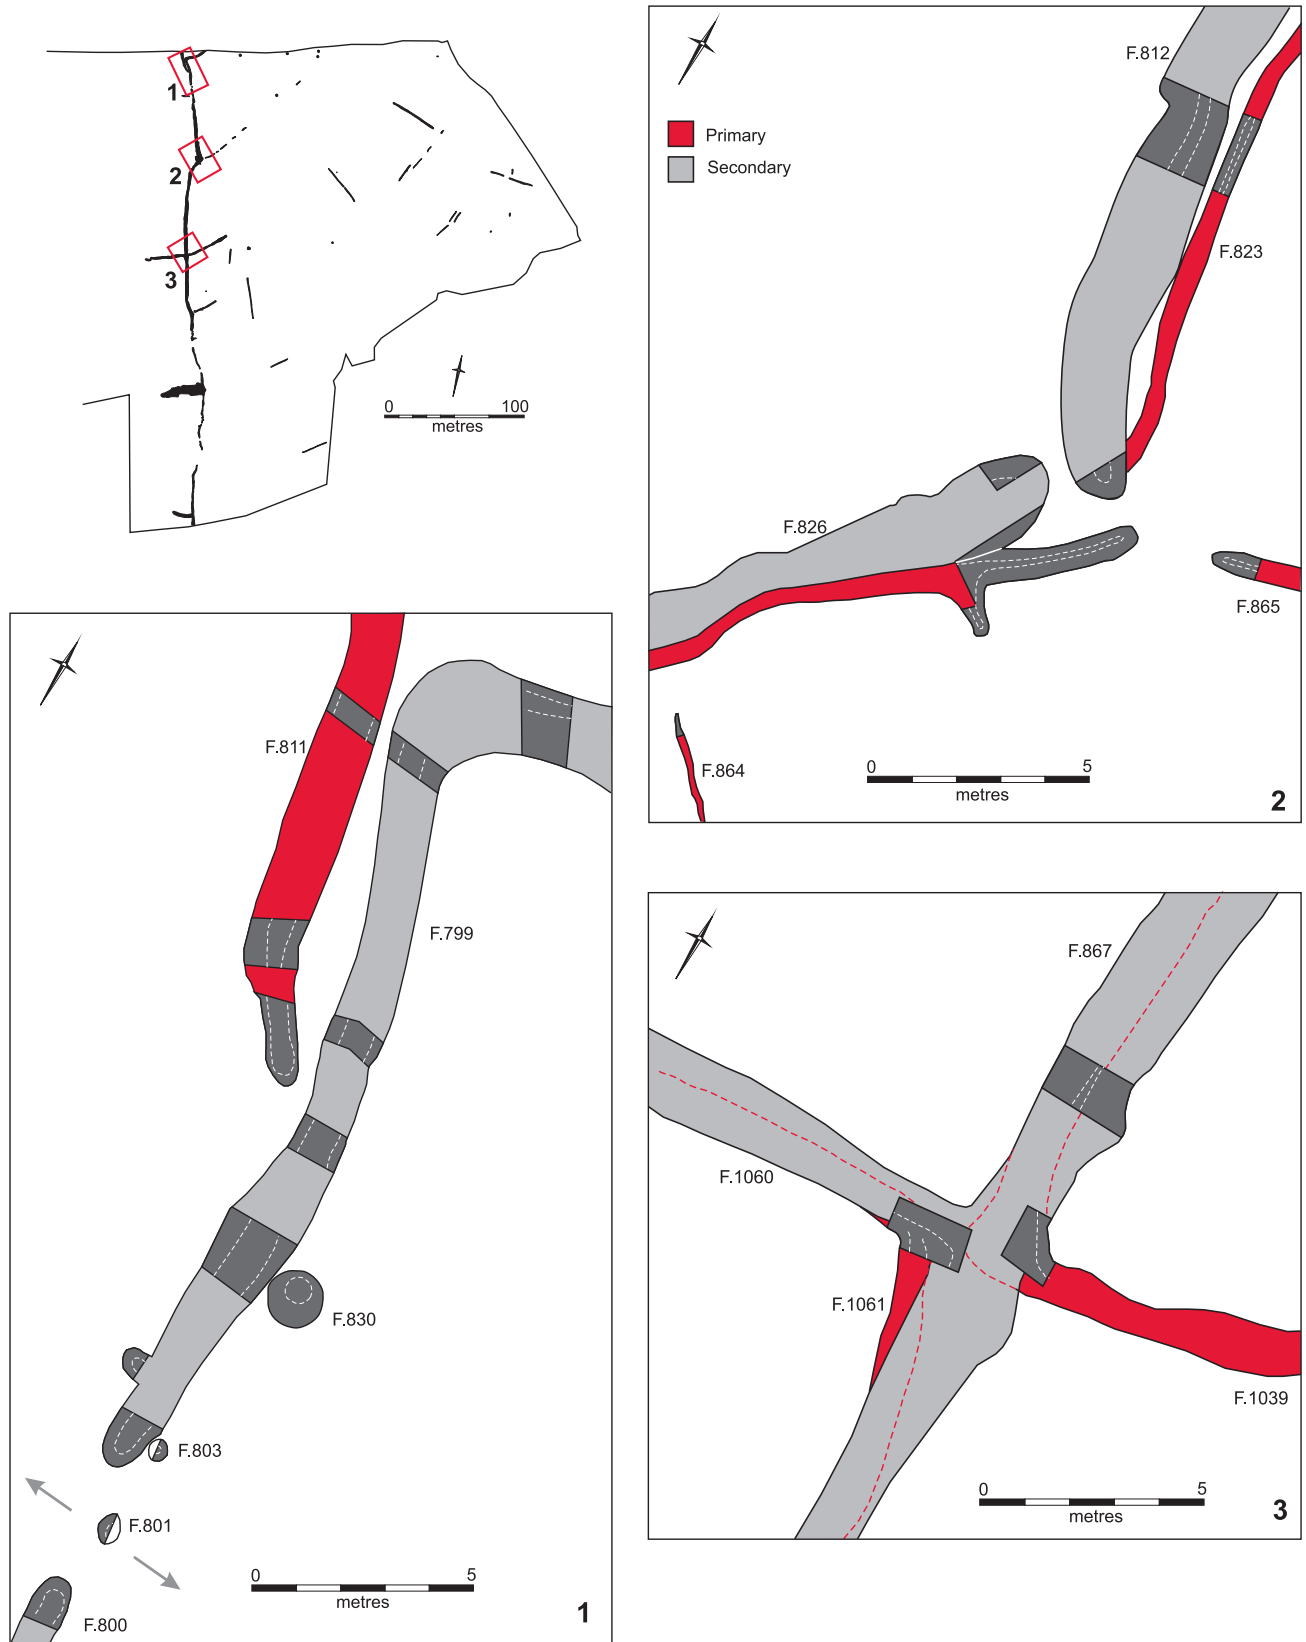 1
2
3
0 100
metres
F.812
Primary
Secondary
F.823
F.826
F.865
F.864
0 5
metres
2
F.811
F.799
F.830
F.803
F.801
F.800
0 5
metres
1
F.867
F.1060
F.1061
F.1039
0 5
metres
3